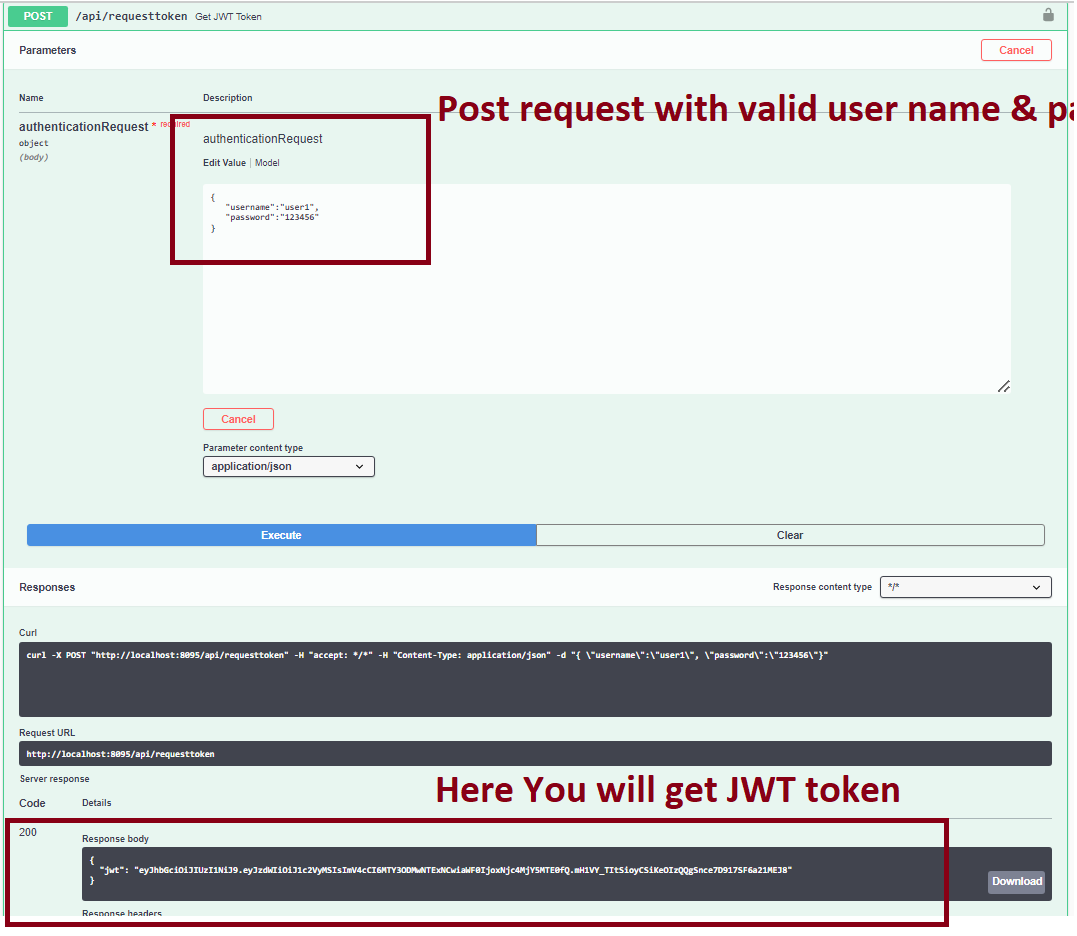 POST /api/requesttoken Get JWT Token
Parameters
Cancel
Name
Description
Post request with valid user name & pa
authenticationRequest * required
object
(body)
authenticationRequest
Edit Value | Model
{
"username":"user1",
"password":"123456"
}
Cancel
Parameter content type
application/json
Execute
Clear
Responses
Response content type
*/*
Curl
curl -X POST "http://localhost:8095/api/requesttoken" -H "accept: */*" -H "Content-Type: application/json" -d "{ \"username\":\"user1\", \"password\":\"123456\"}"
Request URL
http://localhost:8095/api/requesttoken
Server response
Here You will get JWT token
Code
Details
200
Response body
{
"jwt": "eyJhbGciOiJIUzI1NiJ9.eyJzdWIiOiJ1c2VyMSIsImV4cCI6MTY3ODMwNTExNCwiaWF0IjoxNjc4MjY5MTE0fQ.mH1VY_TItSioyCSiKeOIzQQgSnce7D917SF6a21MEJ8"
}
Download
Response headers